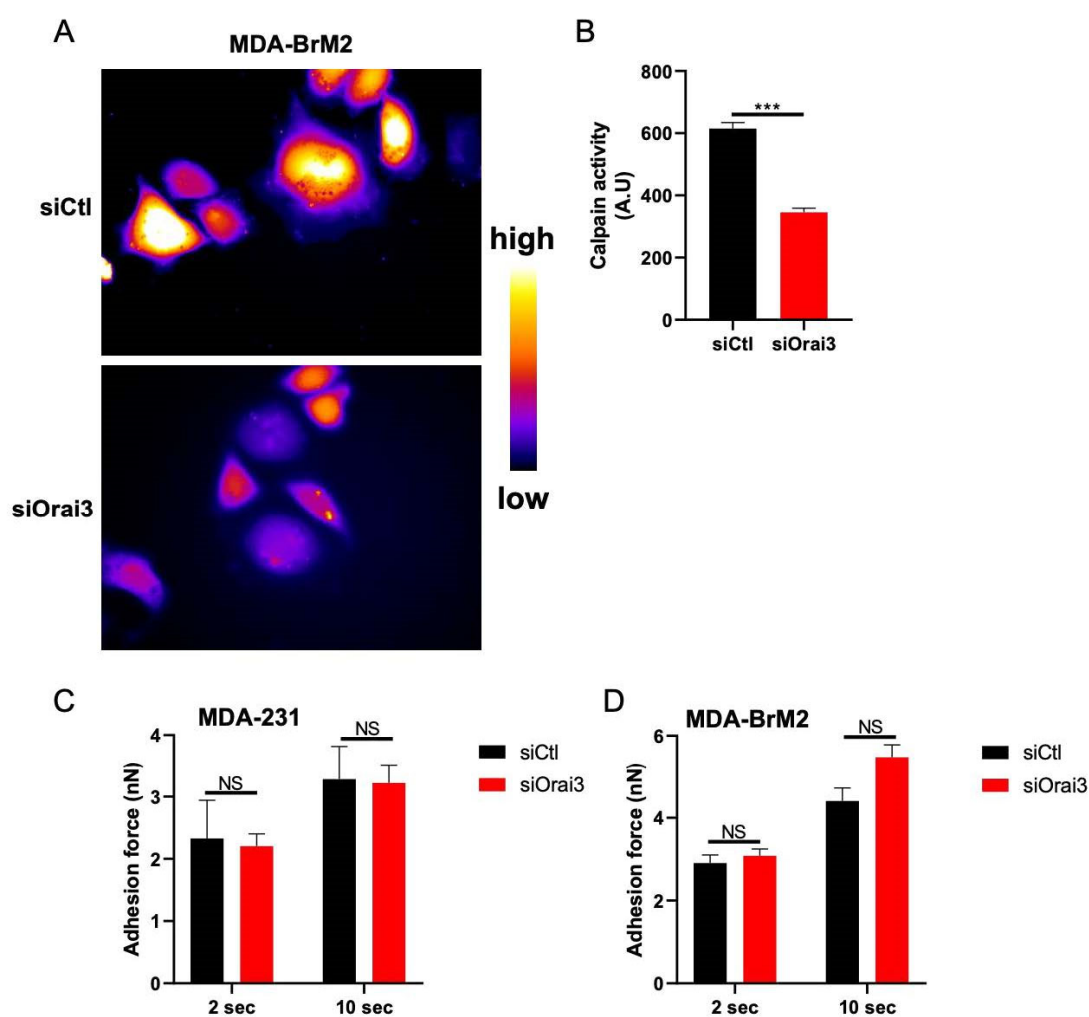 A
MDA-BrM2
siCtl
siOrai3
high
low
B
Calpain activity
(A.U)
800
600
400
200
0
***
siCtl siOrai3
C
MDA-231
Adhesion force (nN)
4
3
2
1
0
NS
NS
2 sec 10 sec
siCtl
siOrai3
D
MDA-BrM2
Adhesion force (nN)
6
4
2
0
NS
NS
2 sec 10 sec
siCtl
siOrai3